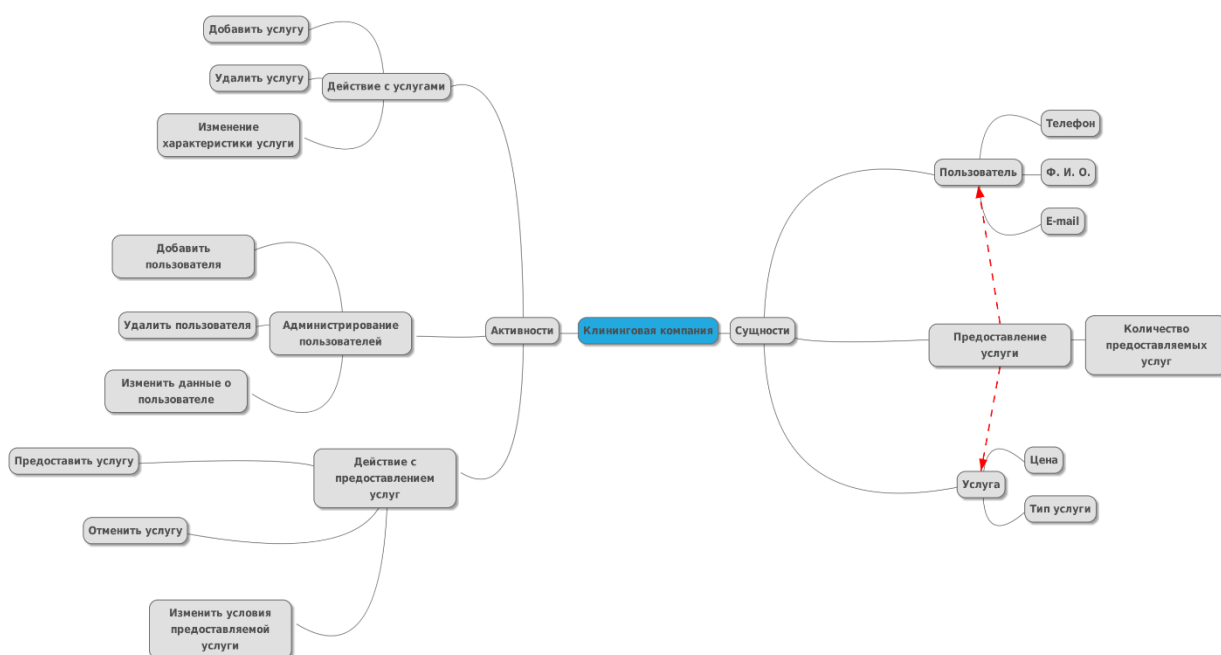 Добавить услугу
Удалить услугу
Изменение
характеристики услуги
Действие с услугами
Добавить
пользователя
Удалить пользователя
Изменить данные о
пользователе
Администрирование
пользователей
Предоставить услугу
Отменить услугу
Изменить условия
предоставляемой
услуги
Действие с
предоставлением
услуг
Активности
Клининговая компания
Сущности
Пользователь
Телефон
Ф. И. О.
E-mail
Предоставление
услуги
Количество
предоставляемых
услуг
Услуга
Цена
Тип услуги